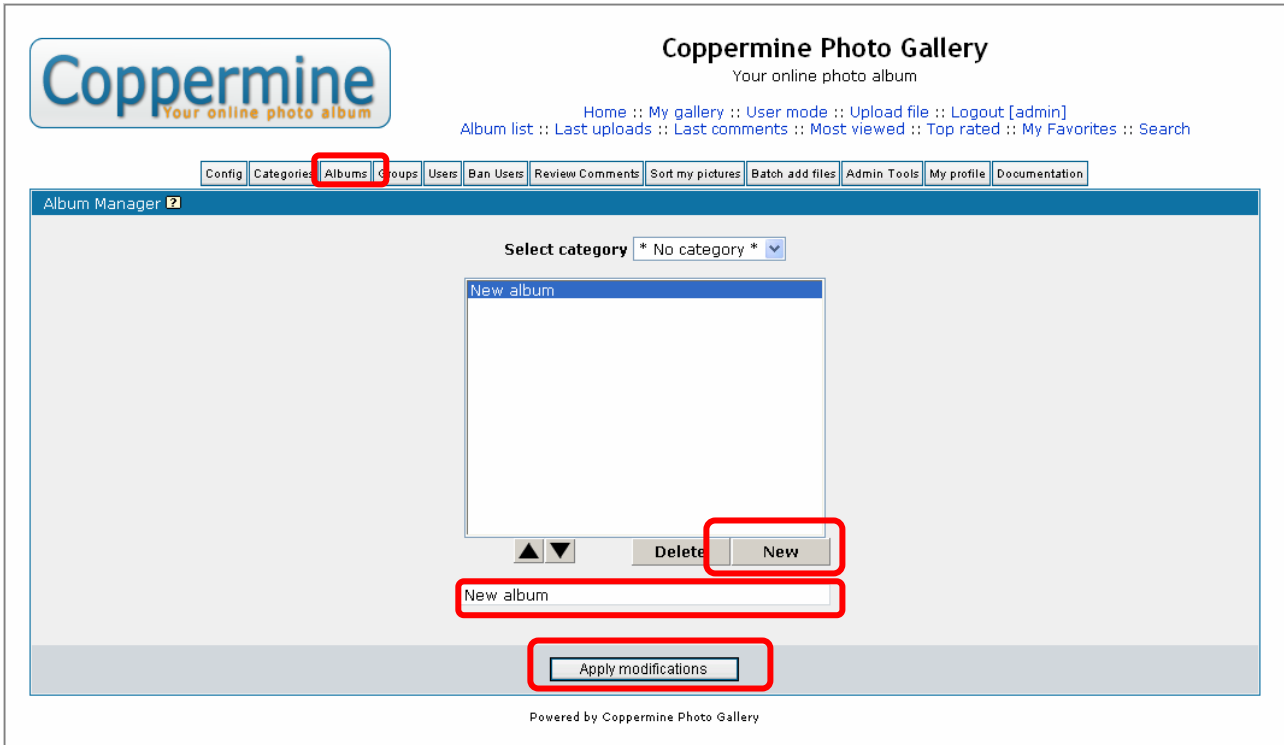 Coppermine
Your online photo album
Coppermine Photo Gallery
Your online photo album
Home :: My gallery :: User mode :: Upload file :: Logout [admin]
Album list :: Last uploads :: Last comments :: Most viewed :: Top rated :: My Favorites :: Search
Config Categories Albums Groups Users Ban Users Review Comments Sort my pictures Batch add files Admin Tools My profile Documentation
Album Manager ?
Select category * No category *
New album
Delete New
New album
Apply modifications
Powered by Coppermine Photo Gallery